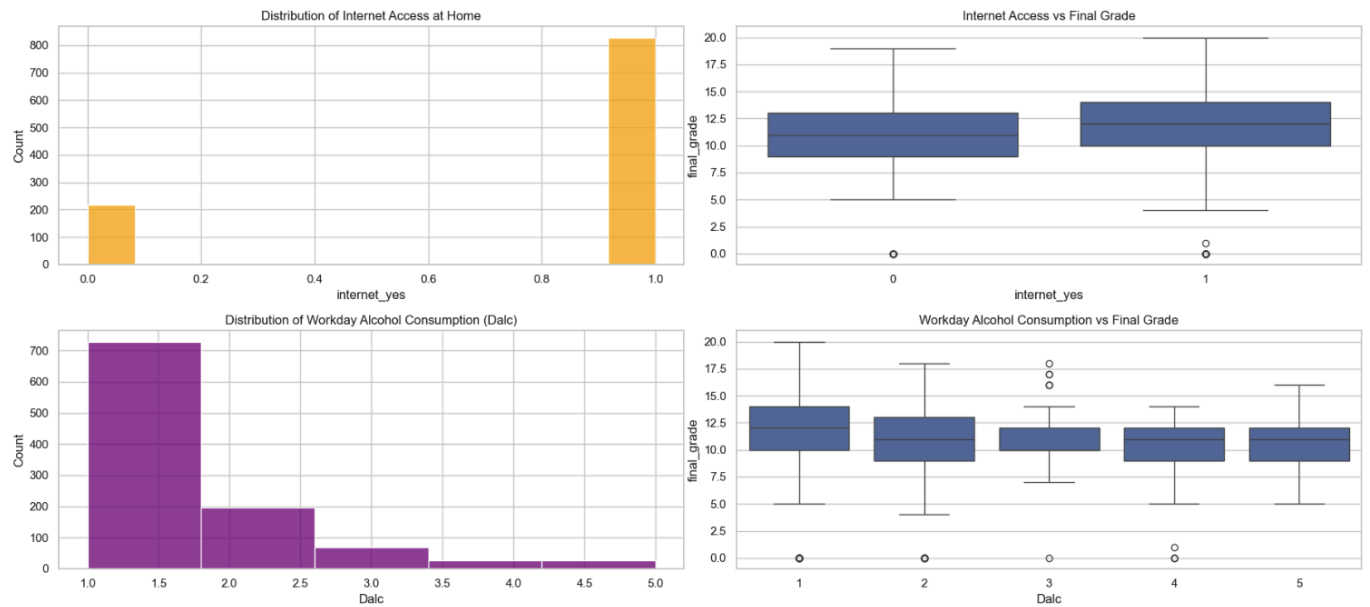 Distribution of Internet Access at Home
800
700
600
500
400
300
200
100
0
Count
0.0 0.2 0.4 0.6 0.8 1.0
internet_yes
Internet Access vs Final Grade
20.0
17.5
15.0
12.5
10.0
7.5
5.0
2.5
0.0
final_grade
0 1
internet_yes
Distribution of Workday Alcohol Consumption (Dalc)
700
600
500
400
300
200
100
0
Count
1.0 1.5 2.0 2.5 3.0 3.5 4.0 4.5 5.0
Dalc
Workday Alcohol Consumption vs Final Grade
20.0
17.5
15.0
12.5
10.0
7.5
5.0
2.5
0.0
final_grade
1 2 3 4 5
Dalc